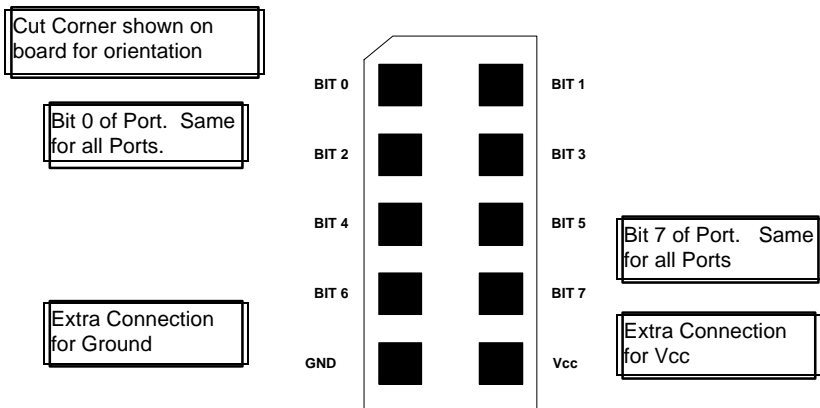 Cut Corner shown on
board for orientation
BIT 0
BIT 1
Bit 0 of Port. Same
for all Ports.
BIT 2
BIT 3
BIT 4
BIT 5
Bit 7 of Port. Same
for all Ports
BIT 6
BIT 7
Extra Connection
for Ground
Extra Connection
for Vcc
GND
Vcc